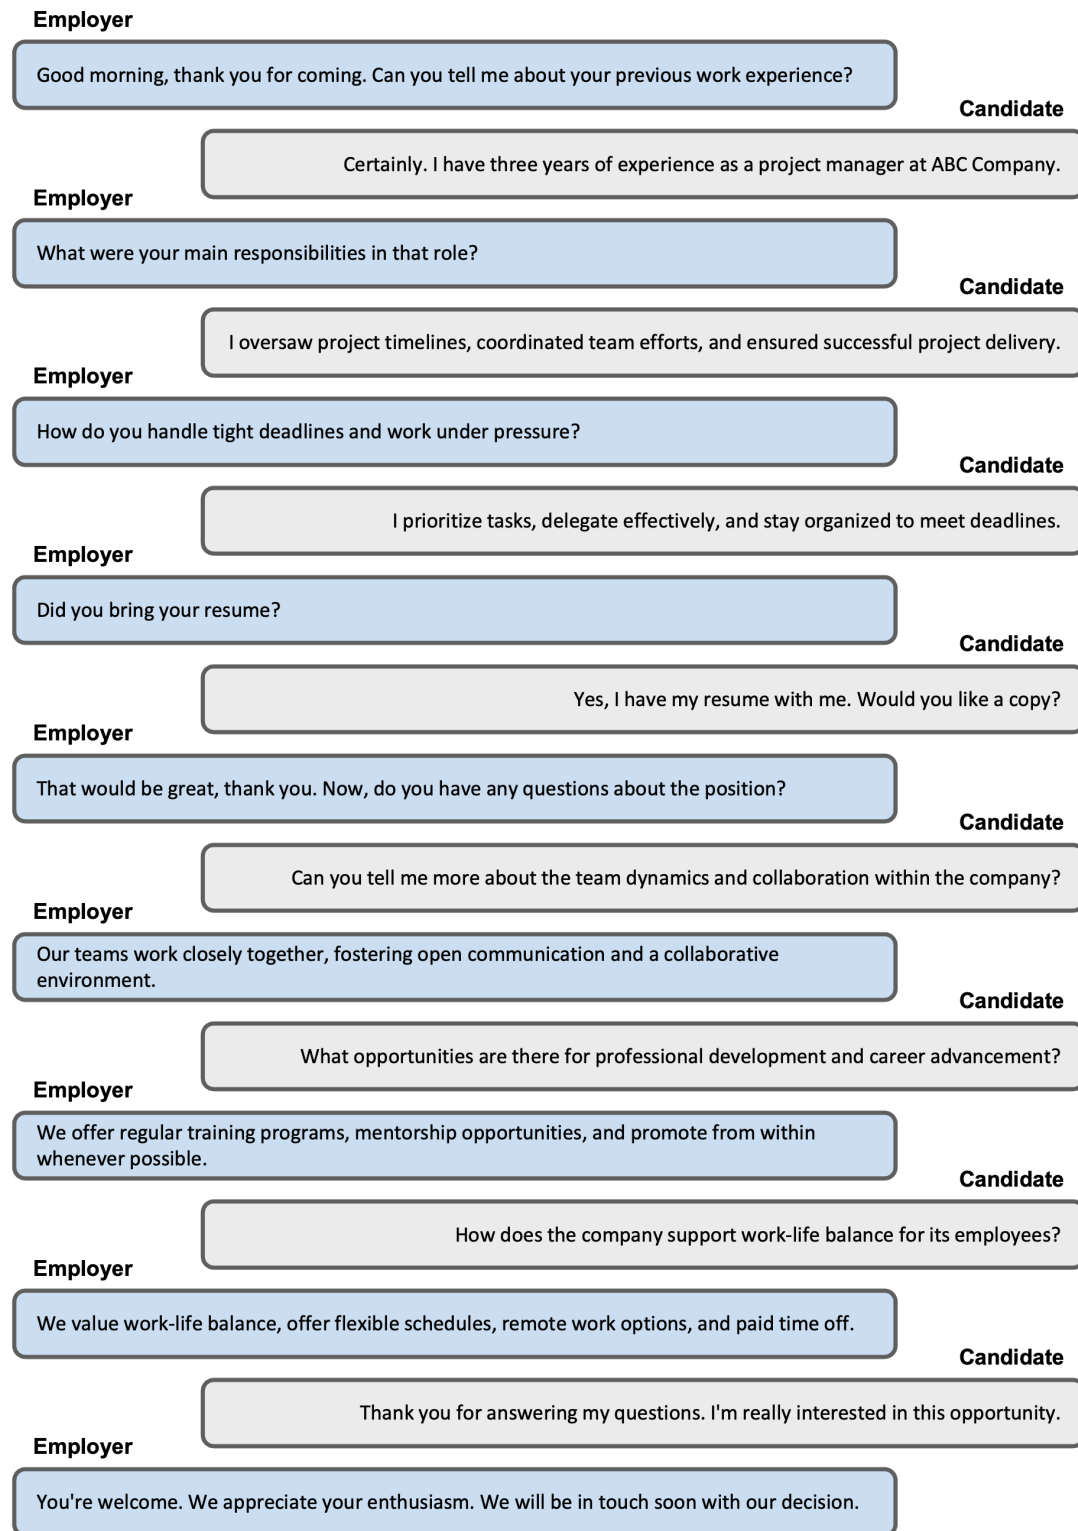 Employer
Good morning, thank you for coming. Can you tell me about your previous work experience?
Candidate
Certainly. I have three years of experience as a project manager at ABC Company.
Employer
What were your main responsibilities in that role?
Candidate
I oversaw project timelines, coordinated team efforts, and ensured successful project delivery.
Employer
How do you handle tight deadlines and work under pressure?
Candidate
I prioritize tasks, delegate effectively, and stay organized to meet deadlines.
Employer
Did you bring your resume?
Candidate
Yes, I have my resume with me. Would you like a copy?
Employer
That would be great, thank you. Now, do you have any questions about the position?
Candidate
Can you tell me more about the team dynamics and collaboration within the company?
Employer
Our teams work closely together, fostering open communication and a collaborative
environment.
Candidate
What opportunities are there for professional development and career advancement?
Employer
We offer regular training programs, mentorship opportunities, and promote from within
whenever possible.
Candidate
How does the company support work-life balance for its employees?
Employer
We value work-life balance, offer flexible schedules, remote work options, and paid time off.
Candidate
Thank you for answering my questions. I'm really interested in this opportunity.
Employer
You're welcome. We appreciate your enthusiasm. We will be in touch soon with our decision.